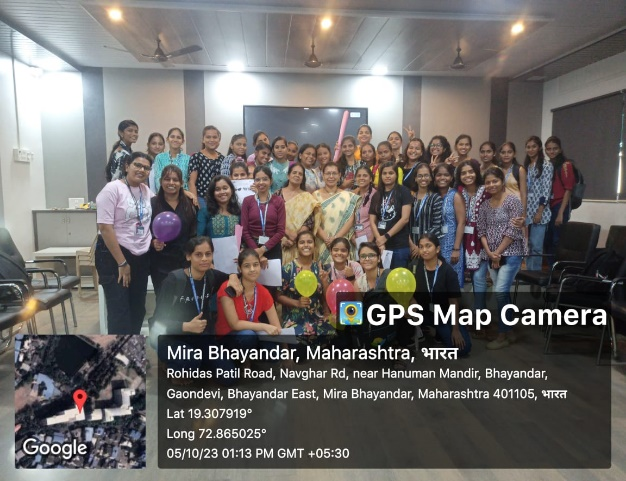 GPS Map Camera
Mira Bhayandar, Maharashtra, भारत
Rohidas Patil Road, Navghar Rd, near Hanuman Mandir, Bhayandar,
Gaondevi, Bhayandar East, Mira Bhayandar, Maharashtra 401105, भारत
Lat 19.307919°
Long 72.865025°
05/10/23 01:13 PM GMT +05:30
Google